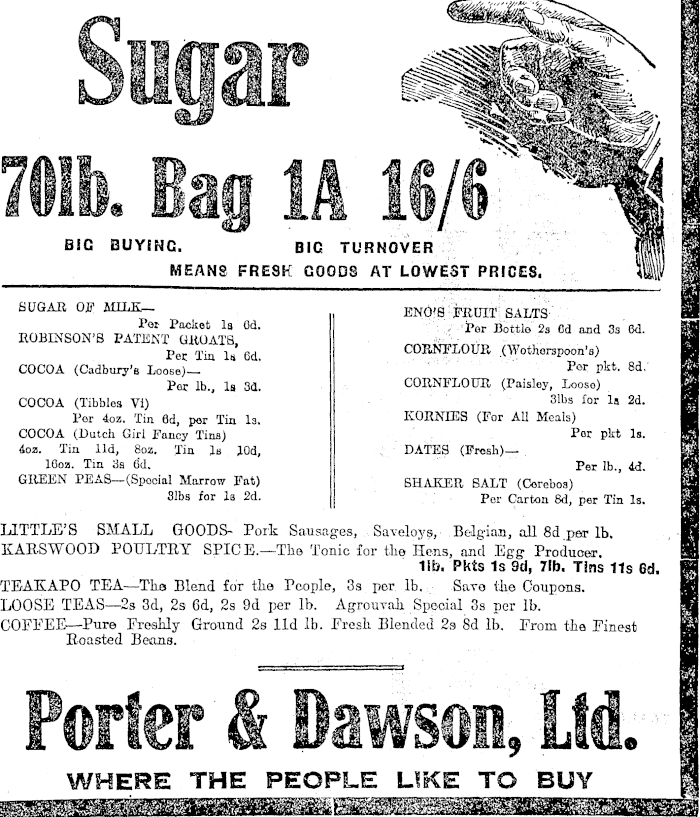 Sugar
70lb. Bag 1A 16/6
BIG BUYING. BIG TURNOVER
MEANS FRESH GOODS AT LOWEST PRICES.
SUGAR OF MILK—
Per Packet 1s 6d.
ROBINSON'S PATENT GROATS,
Per Tin 1s 6d.
COCOA (Cadbury's Loose)—
Per lb., 1s 3d.
COCOA (Tibbles Vi)
Per 4oz. Tin 6d, per Tin 1s.
COCOA (Dutch Girl Fancy Tins)
4oz. Tin 11d, 8oz. Tin 1s 10d,
16oz. Tin 3s 6d.
GREEN PEAS—(Special Marrow Fat)
3lbs for 1s 2d.
ENO'S FRUIT SALTS
Per Bottle 2s 6d and 3s 6d.
CORNFLOUR (Wotherspoon's)
Per pkt. 8d.
CORNFLOUR (Paisley, Loose)
3lbs for 1s 2d.
KORNIES (For All Meals)
Per pkt 1s.
DATES (Fresh)—
Per lb., 4d.
SHAKER SALT (Cerebos)
Per Carton 8d, per Tin 1s.
LITTLE'S SMALL GOODS- Pork Sausages, Saveloys, Belgian, all 8d per lb.
KARSWOOD POULTRY SPICE.—The Tonic for the Hens, and Egg Producer.
1lb. Pkts 1s 9d, 7lb. Tins 11s 6d.
TEAKAPO TEA—The Blend for the People, 3s per lb. Save the Coupons.
LOOSE TEAS—2s 3d, 2s 6d, 2s 9d per lb. Agrouvah Special 3s per lb.
COFFEE—Pure Freshly Ground 2s 11d lb. Fresh Blended 2s 8d lb. From the Finest
Roasted Beans.
Porter & Dawson, Ltd.
WHERE THE PEOPLE LIKE TO BUY